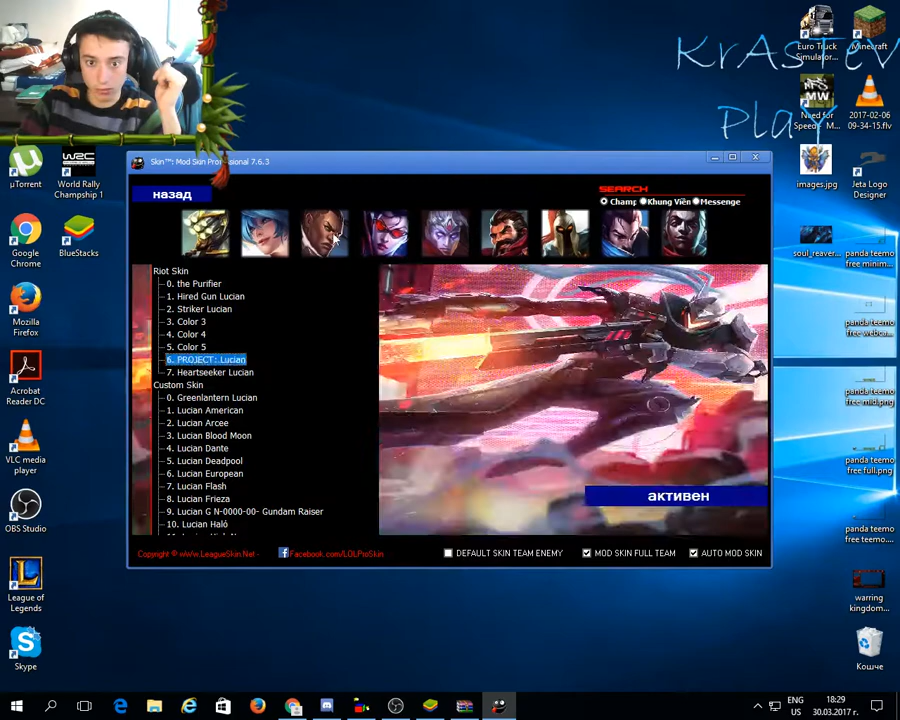 KrAsTeV
PlaY
Euro Truck
Simulator...
Minecraft
Need for
Speed - M...
2017-02-06
09-34-15.flv
images.jpg
Jeta Logo
Designer
soul_reaver...
panda teemo
free minim...
panda teemo
free webca...
panda teemo
free mid.png
panda teemo
free full.png
panda teemo
free teemo...
warring
kingdom...
Кошче
µTorrent
World Rally
Champship 1
Google
Chrome
BlueStacks
Mozilla
Firefox
Acrobat
Reader DC
VLC media
player
OBS Studio
League of
Legends
Skype
Skin™: Mod Skin Professional 7.6.3
назад
SEARCH
Champ Khung Viền Messenge
Riot Skin
0. the Purifier
1. Hired Gun Lucian
2. Striker Lucian
3. Color 3
4. Color 4
5. Color 5
6. PROJECT: Lucian
7. Heartseeker Lucian
Custom Skin
0. Greenlantern Lucian
1. Lucian American
2. Lucian Arcee
3. Lucian Blood Moon
4. Lucian Dante
5. Lucian Deadpool
6. Lucian European
7. Lucian Flash
8. Lucian Frieza
9. Lucian G N-0000-00- Gundam Raiser
10. Lucian Haló
активен
Copyright © wWw.LeagueSkin.Net -
Facebook.com/LOLProSkin
DEFAULT SKIN TEAM ENEMY
MOD SKIN FULL TEAM
AUTO MOD SKIN
ENG
US
18:29
30.03.2017 г.